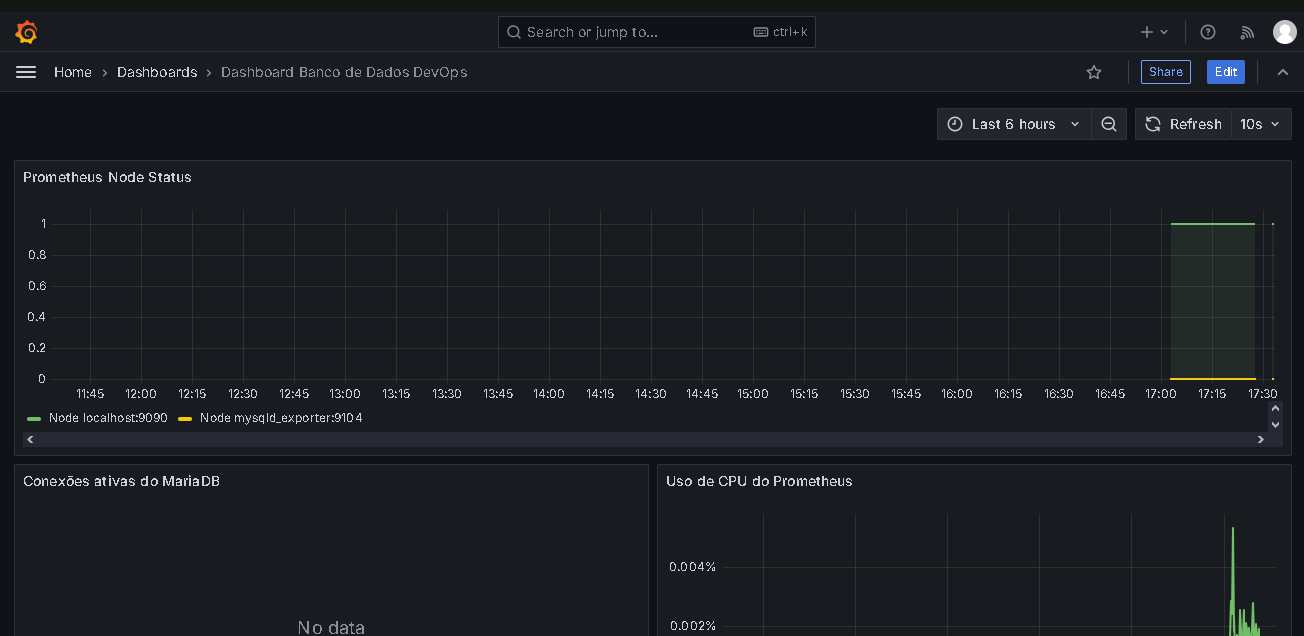 Search or jump to... ctrl+k
Home Dashboards Dashboard Banco de Dados DevOps Share Edit
Last 6 hours Refresh 10s
Prometheus Node Status
1
0.8
0.6
0.4
0.2
0
11:45 12:00 12:15 12:30 12:45 13:00 13:15 13:30 13:45 14:00 14:15 14:30 14:45 15:00 15:15 15:30 15:45 16:00 16:15 16:30 16:45 17:00 17:15 17:30
Node localhost:9090 Node mysqld_exporter:9104
Conexões ativas do MariaDB
No data
Uso de CPU do Prometheus
0.004%
0.002%